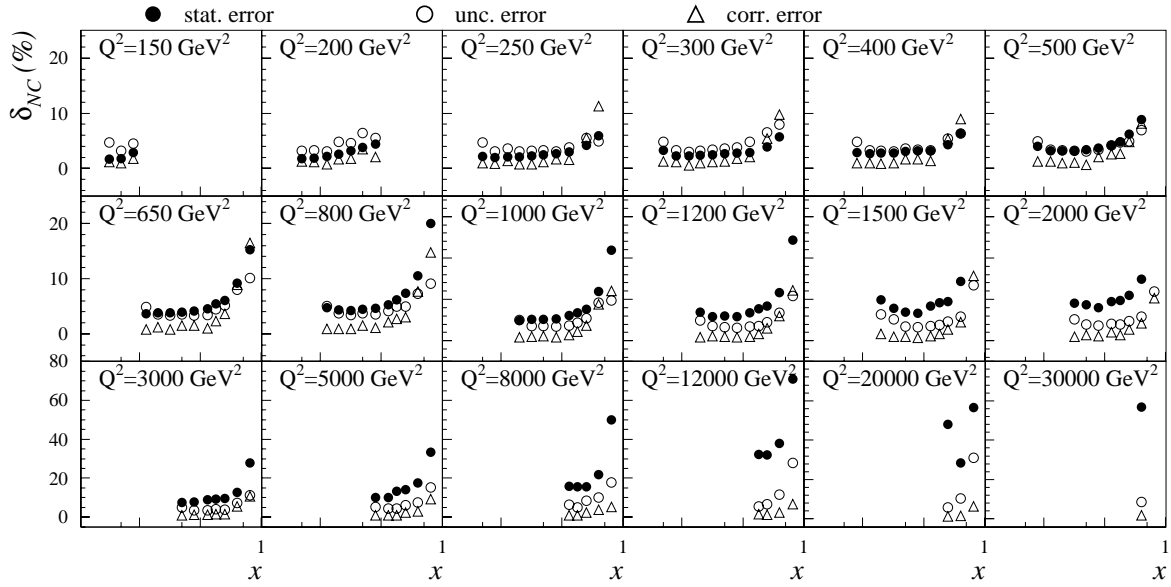 stat. error unc. error corr. error
δNC (%)
Q²=150 GeV² Q²=200 GeV² Q²=250 GeV² Q²=300 GeV² Q²=400 GeV² Q²=500 GeV²
20
10
0
Q²=650 GeV² Q²=800 GeV² Q²=1000 GeV² Q²=1200 GeV² Q²=1500 GeV² Q²=2000 GeV²
20
10
0
80
Q²=3000 GeV² Q²=5000 GeV² Q²=8000 GeV² Q²=12000 GeV² Q²=20000 GeV² Q²=30000 GeV²
60
40
20
0
1 1 1 1 1 1
x x x x x x